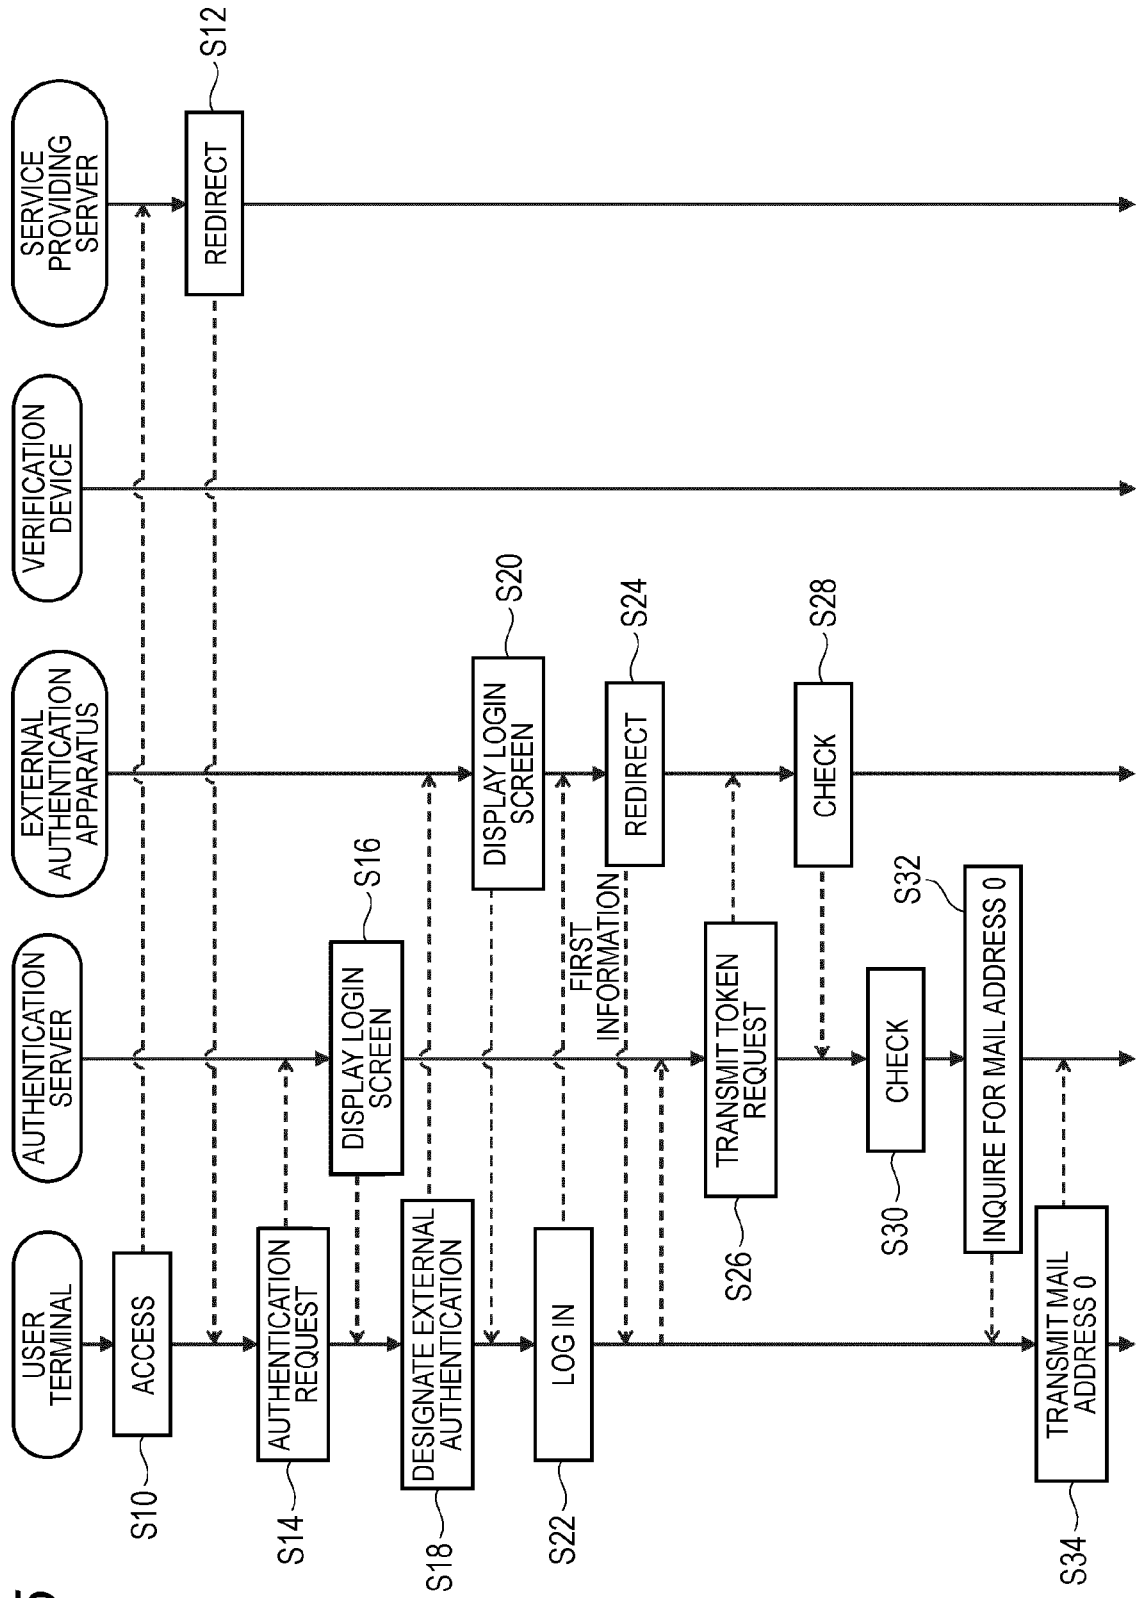 USER
TERMINAL
AUTHENTICATION
SERVER
EXTERNAL
AUTHENTICATION
APPARATUS
VERIFICATION
DEVICE
SERVICE
PROVIDING
SERVER
S10
ACCESS
REDIRECT
S12
S14
AUTHENTICATION
REQUEST
DISPLAY LOGIN
SCREEN
S16
S18
DESIGNATE EXTERNAL
AUTHENTICATION
DISPLAY LOGIN
SCREEN
S20
S22
LOG IN
FIRST
INFORMATION
REDIRECT
S24
S26
TRANSMIT TOKEN
REQUEST
CHECK
S28
S30
CHECK
S32
INQUIRE FOR MAIL ADDRESS 0
S34
TRANSMIT MAIL
ADDRESS 0